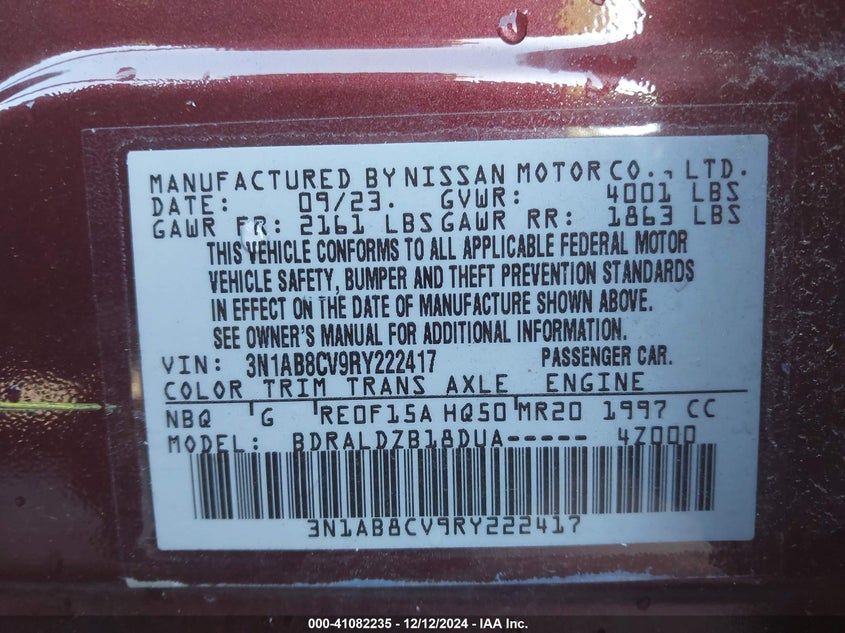 MANUFACTURED BY NISSAN MOTOR CO., LTD.
DATE: 09/23. GVWR: 4001 LBS
GAWR FR: 2161 LBS GAWR RR: 1863 LBS
THIS VEHICLE CONFORMS TO ALL APPLICABLE FEDERAL MOTOR
VEHICLE SAFETY, BUMPER AND THEFT PREVENTION STANDARDS
IN EFFECT ON THE DATE OF MANUFACTURE SHOWN ABOVE.
SEE OWNER'S MANUAL FOR ADDITIONAL INFORMATION.
VIN: 3N1AB8CV9RY222417 PASSENGER CAR.
COLOR TRIM TRANS AXLE ENGINE
NBQ G RE0F15A HQ50 MR20 1997 CC
MODEL: BDRALDZB18DUA----- 4Z000
3N1AB8CV9RY222417
000-41082235 - 12/12/2024 - IAA Inc.